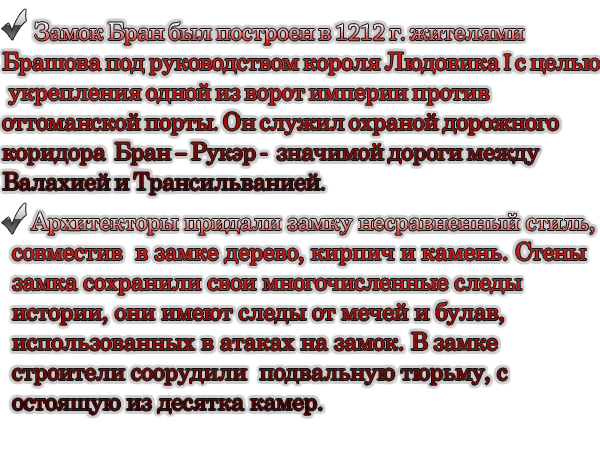 Замок Бран был построен в 1212 г. жителями
Брашова под руководством короля Людовика I с целью
укрепления одной из ворот империи против
оттоманской порты. Он служил охраной дорожного
коридора Бран – Рукэр - значимой дороги между
Валахией и Трансильванией.
Архитекторы придали замку несравненный стиль,
совместив в замке дерево, кирпич и камень. Стены
замка сохранили свои многочисленные следы
истории, они имеют следы от мечей и булав,
использованных в атаках на замок. В замке
строители соорудили подвальную тюрьму, с
остоящую из десятка камер.